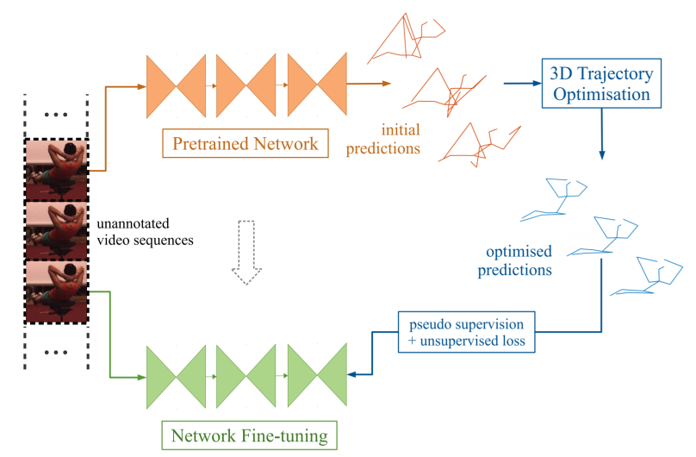 3D Trajectory
Optimisation
Pretrained Network
initial
predictions
...
unannotated
video sequences
optimised
predictions
pseudo supervision
+ unsupervised loss
...
Network Fine-tuning